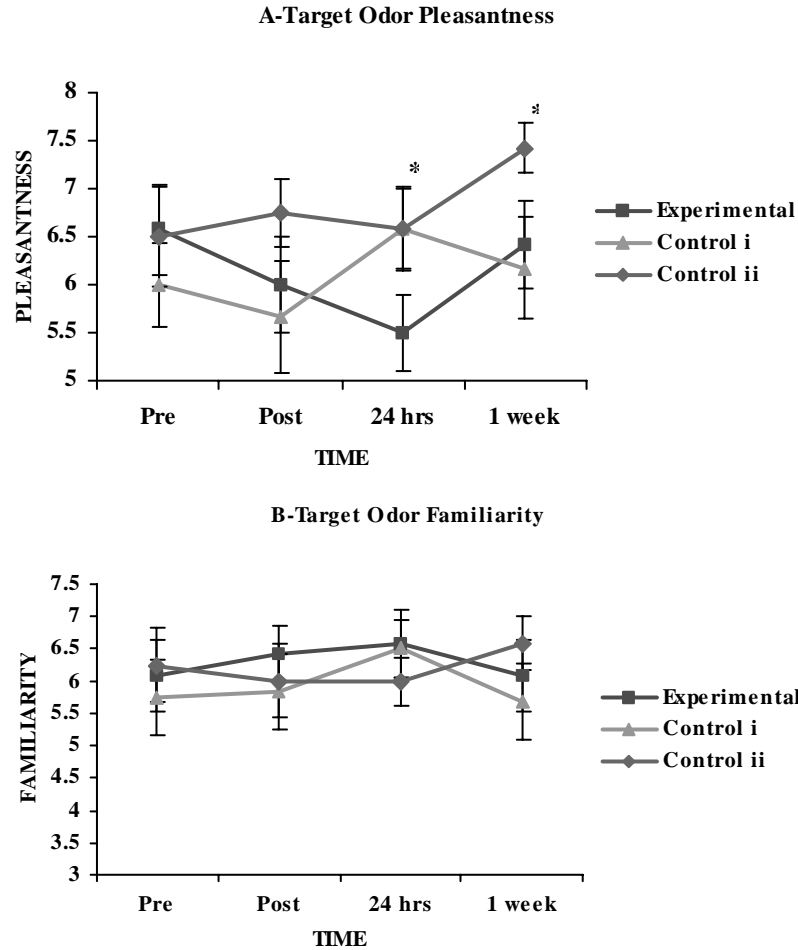 A-Target Odor Pleasantness
8
7.5
7
6.5
6
5.5
5
PLEASANTNESS
*
*
Pre Post 24 hrs 1 week
TIME
Experimental
Control i
Control ii
B-Target Odor Familiarity
7.5
7
6.5
6
5.5
5
4.5
4
3.5
3
FAMILIARITY
Pre Post 24 hrs 1 week
TIME
Experimental
Control i
Control ii